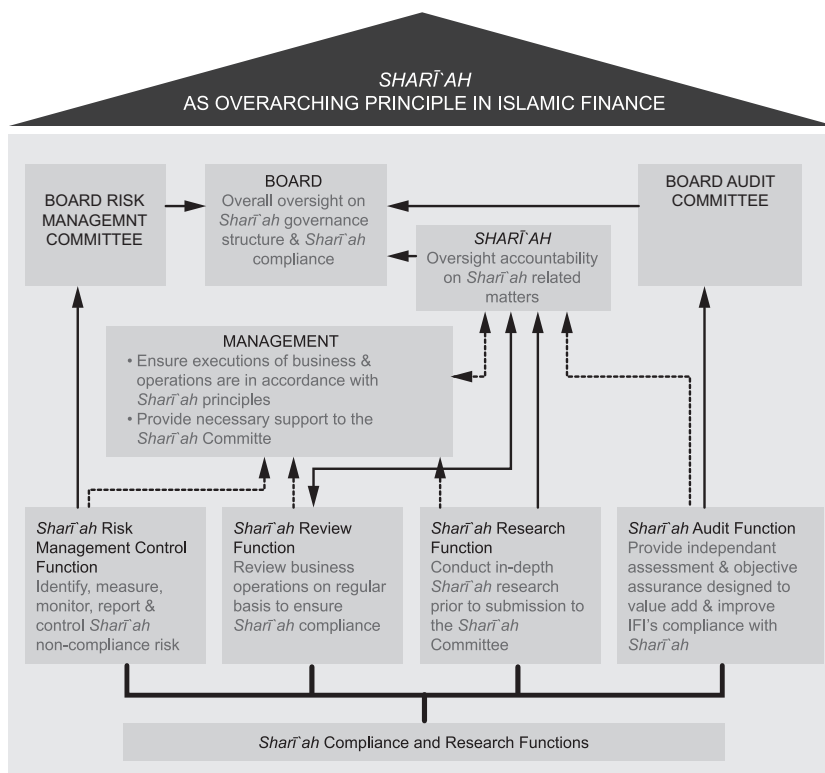 SHARĪ`AH
AS OVERARCHING PRINCIPLE IN ISLAMIC FINANCE
BOARD RISK
MANAGEMNT
COMMITTEE
BOARD
Overall oversight on
Sharī`ah governance
structure & Sharī`ah
compliance
BOARD AUDIT
COMMITTEE
SHARĪ`AH
Oversight accountability
on Sharī`ah related
matters
MANAGEMENT
• Ensure executions of business &
operations are in accordance with
Sharī`ah principles
• Provide necessary support to the
Sharī`ah Committe
Sharī`ah Risk
Management Control
Function
Identify, measure,
monitor, report &
control Sharī`ah
non-compliance risk
Sharī`ah Review
Function
Review business
operations on regular
basis to ensure
Sharī`ah compliance
Sharī`ah Research
Function
Conduct in-depth
Sharī`ah research
prior to submission to
the Sharī`ah
Committee
Sharī`ah Audit Function
Provide independant
assessment & objective
assurance designed to
value add & improve
IFI's compliance with
Sharī`ah
Sharī`ah Compliance and Research Functions